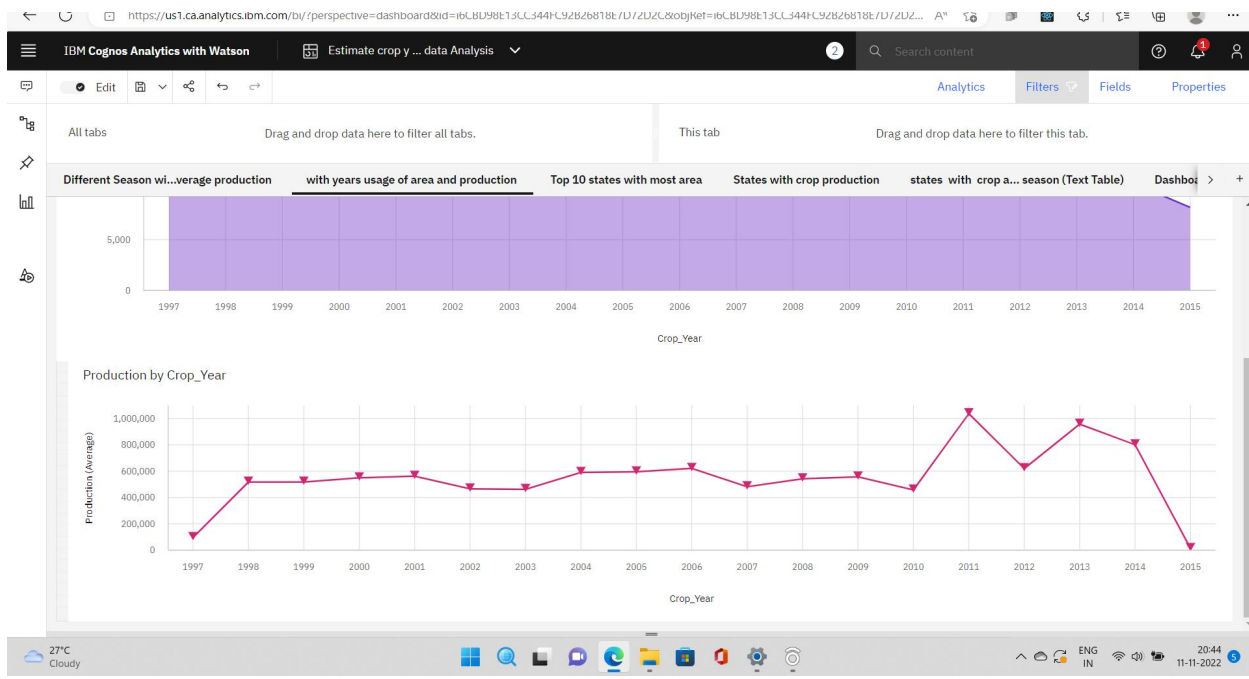 https://us1.ca.analytics.ibm.com/bi/?perspective=dashboard&id=i6CBD98E13CC344FC92B26818E7D72D2C&objRef=i6CBD98E13CC344FC92B26818E7D72D2...
IBM Cognos Analytics with Watson
Estimate crop y ... data Analysis
2
Search content
1
Edit
Analytics
Filters
Fields
Properties
All tabs
Drag and drop data here to filter all tabs.
This tab
Drag and drop data here to filter this tab.
Different Season wi...verage production
with years usage of area and production
Top 10 states with most area
States with crop production
states with crop a... season (Text Table)
Dashboa
5,000
0
1997 1998 1999 2000 2001 2002 2003 2004 2005 2006 2007 2008 2009 2010 2011 2012 2013 2014 2015
Crop_Year
Production by Crop_Year
Production (Average)
1,000,000
800,000
600,000
400,000
200,000
0
1997 1998 1999 2000 2001 2002 2003 2004 2005 2006 2007 2008 2009 2010 2011 2012 2013 2014 2015
Crop_Year
27°C
Cloudy
ENG
IN
20:44
11-11-2022
5